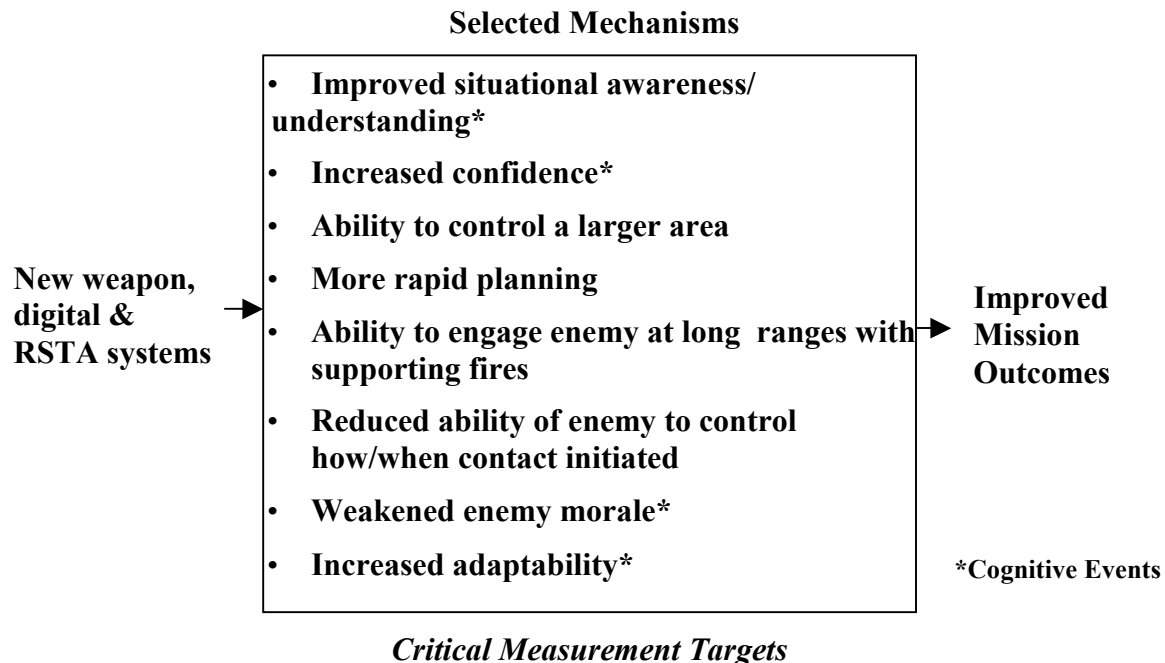 Selected Mechanisms
New weapon,
digital &
RSTA systems
• Improved situational awareness/
understanding*
• Increased confidence*
• Ability to control a larger area
• More rapid planning
• Ability to engage enemy at long ranges with
supporting fires
• Reduced ability of enemy to control
how/when contact initiated
• Weakened enemy morale*
• Increased adaptability*
Improved
Mission
Outcomes
*Cognitive Events
Critical Measurement Targets